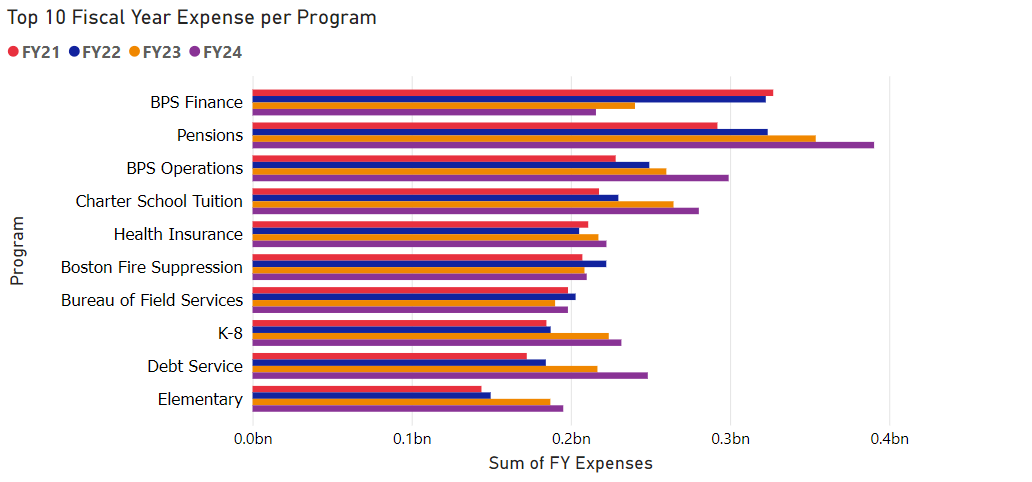 Top 10 Fiscal Year Expense per Program
FY21 FY22 FY23 FY24
Program
BPS Finance
Pensions
BPS Operations
Charter School Tuition
Health Insurance
Boston Fire Suppression
Bureau of Field Services
K-8
Debt Service
Elementary
0.0bn 0.1bn 0.2bn 0.3bn 0.4bn
Sum of FY Expenses